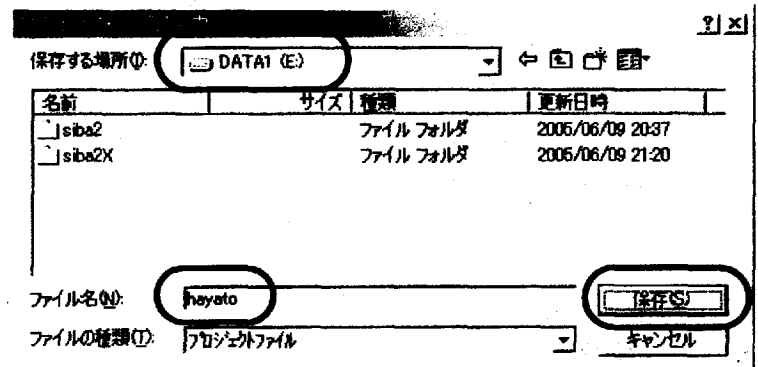 保存する場所(I): DATA1 (E:)
名前 サイズ 種類 更新日時
siba2 ファイル フォルダ 2005/06/09 20:37
siba2X ファイル フォルダ 2005/06/09 21:20
ファイル名(N): hayato 保存(S)
ファイルの種類(T): プロジェクトファイル キャンセル